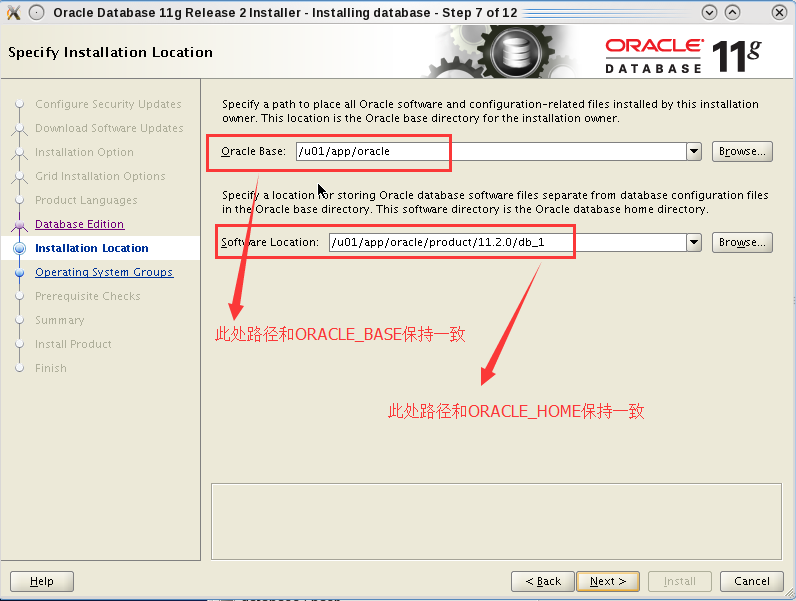 Oracle Database 11g Release 2 Installer - Installing database - Step 7 of 12
Specify Installation Location
ORACLE
DATABASE
11g
Configure Security Updates
Download Software Updates
Installation Option
Grid Installation Options
Product Languages
Database Edition
Installation Location
Operating System Groups
Prerequisite Checks
Summary
Install Product
Finish
Specify a path to place all Oracle software and configuration-related files installed by this installation
owner. This location is the Oracle base directory for the installation owner.
Oracle Base: /u01/app/oracle Browse...
Specify a location for storing Oracle database software files separate from database configuration files
in the Oracle base directory. This software directory is the Oracle database home directory.
Software Location: /u01/app/oracle/product/11.2.0/db_1 Browse...
此处路径和ORACLE_BASE保持一致
此处路径和ORACLE_HOME保持一致
Help < Back Next > Install Cancel